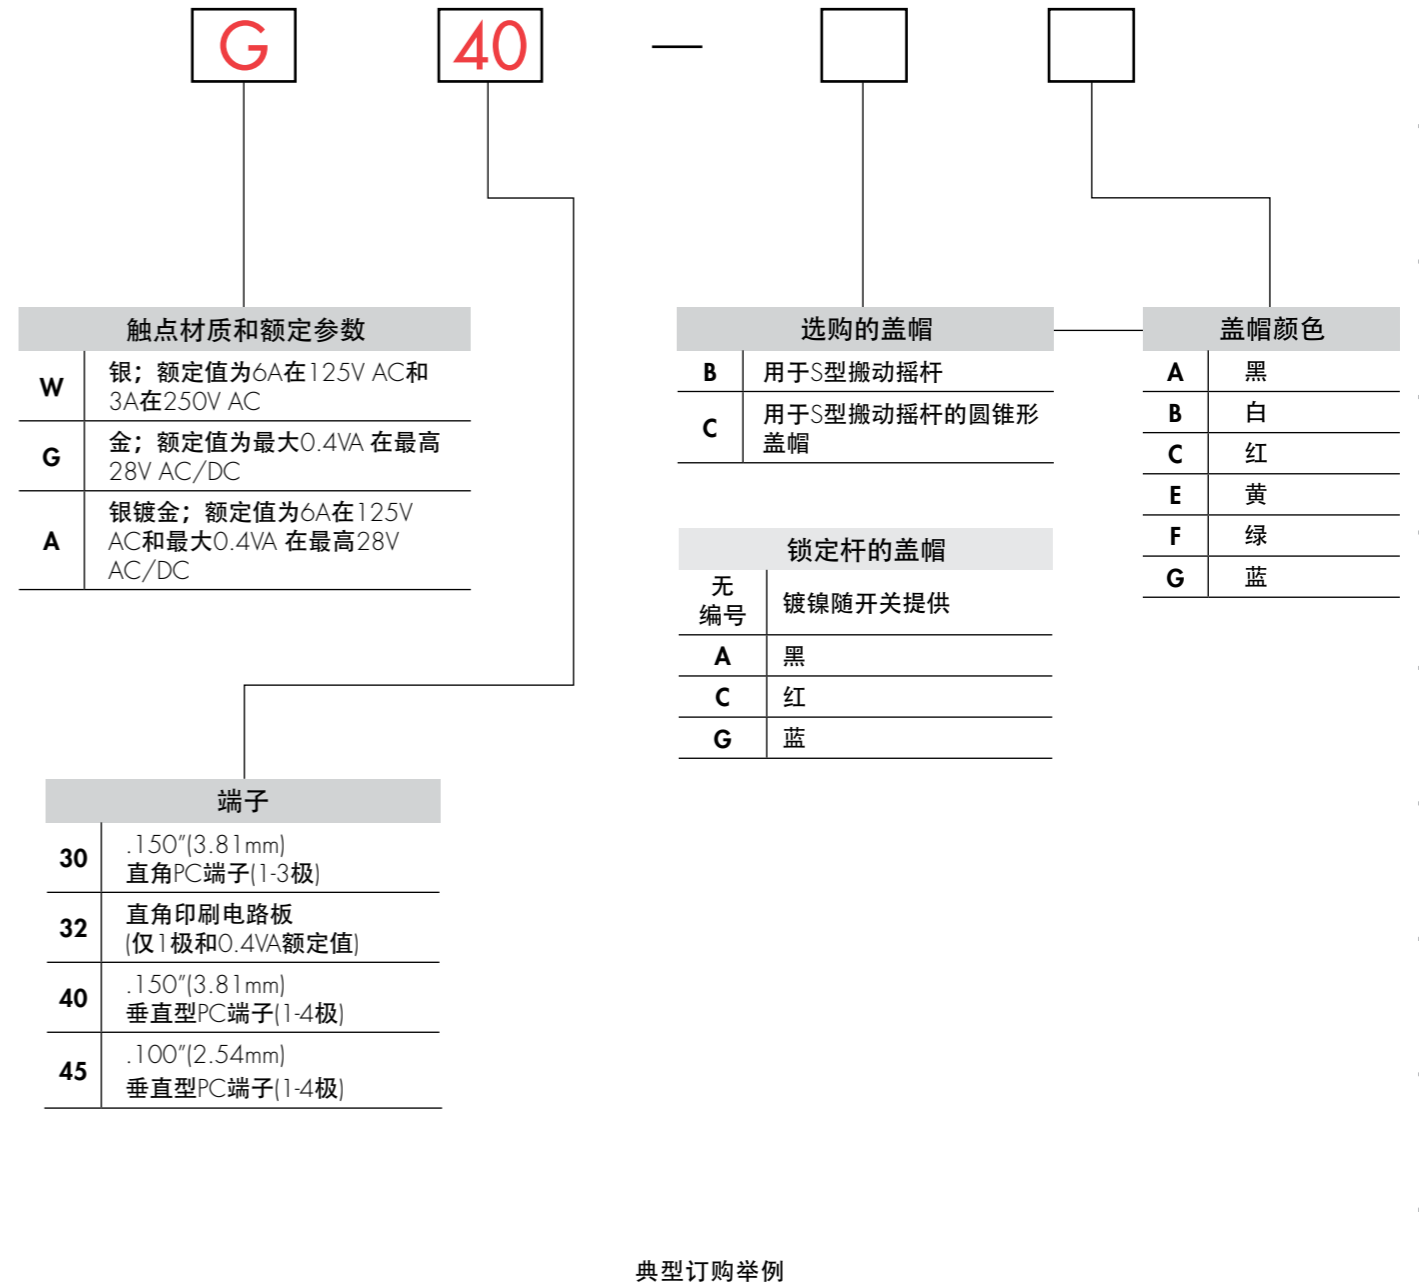 G 40 —
触点材质和额定参数
W 银；额定值为6A在125V AC和
3A在250V AC
G 金；额定值为最大0.4VA 在最高
28V AC/DC
A 银镀金；额定值为6A在125V
AC和最大0.4VA 在最高28V
AC/DC
选购的盖帽
B 用于S型搬动摇杆
C 用于S型搬动摇杆的圆锥形
盖帽
盖帽颜色
A 黑
B 白
C 红
E 黄
F 绿
G 蓝
锁定杆的盖帽
无
编号 镀镍随开关提供
A 黑
C 红
G 蓝
端子
30 .150”(3.81mm)
直角PC端子(1-3极)
32 直角印刷电路板
(仅1极和0.4VA额定值)
40 .150”(3.81mm)
垂直型PC端子(1-4极)
45 .100”(2.54mm)
垂直型PC端子(1-4极)
典型订购举例